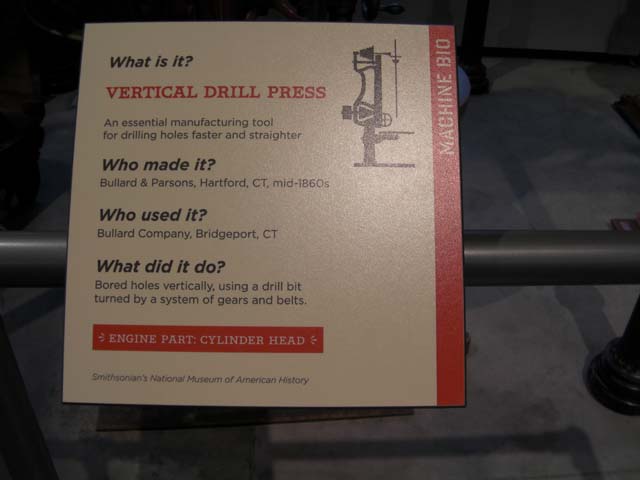 What is it?
VERTICAL DRILL PRESS
An essential manufacturing tool
for drilling holes faster and straighter
Who made it?
Bullard & Parsons, Hartford, CT, mid-1860s
Who used it?
Bullard Company, Bridgeport, CT
What did it do?
Bored holes vertically, using a drill bit
turned by a system of gears and belts.
ENGINE PART: CYLINDER HEAD
Smithsonian's National Museum of American History
MACHINE BIO